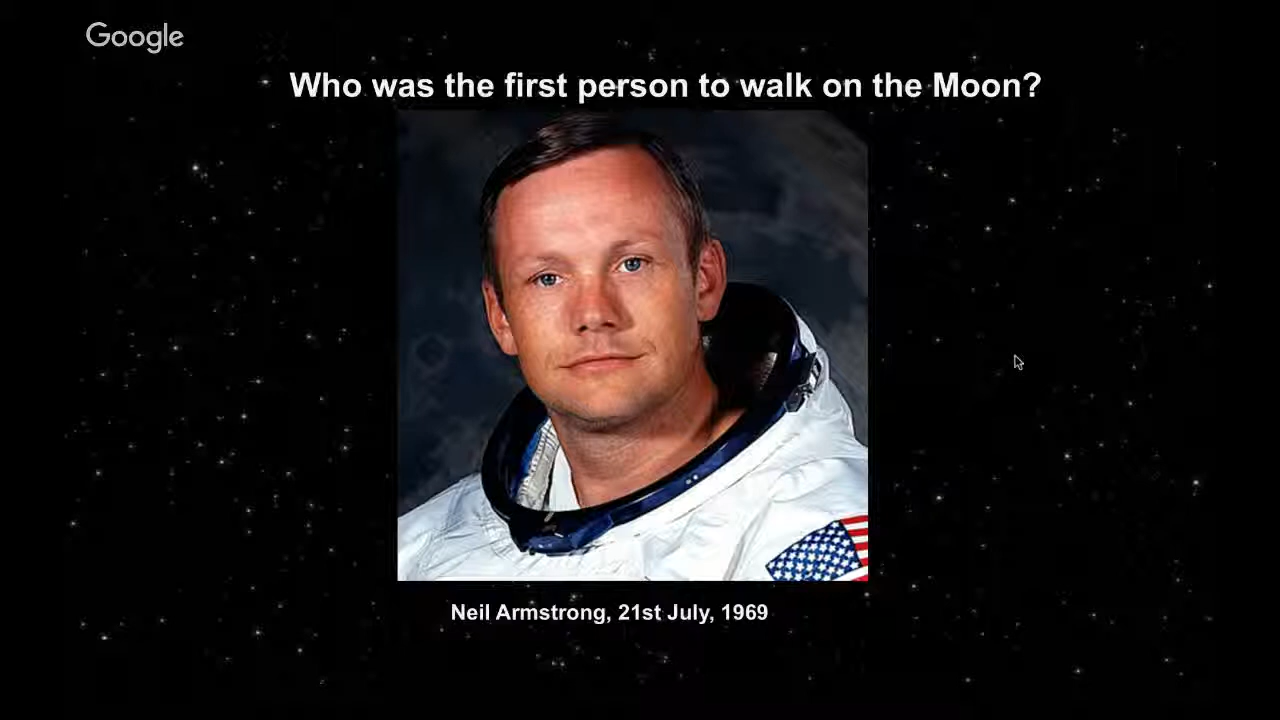 Google
Who was the first person to walk on the Moon?
Neil Armstrong, 21st July, 1969